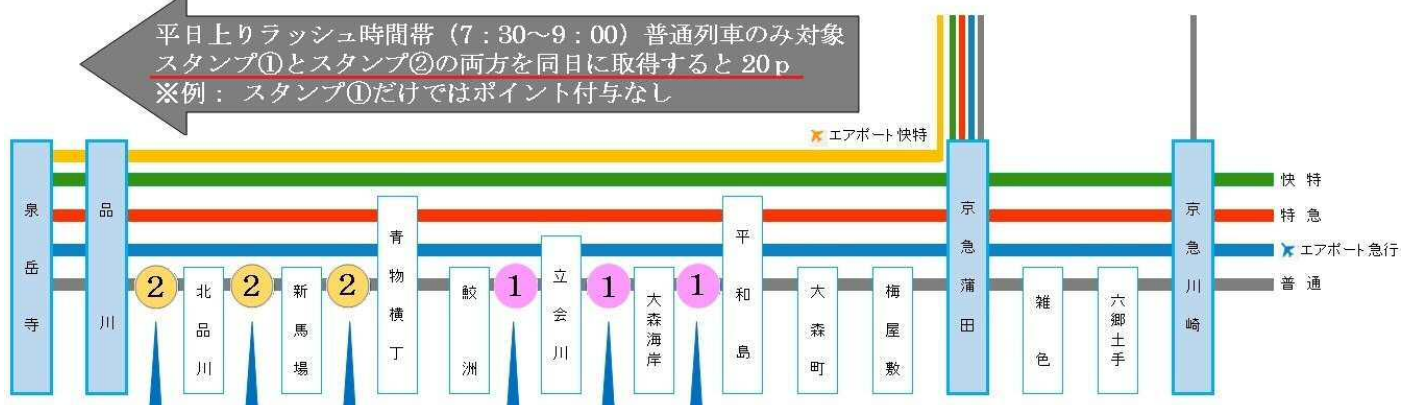 平日上りラッシュ時間帯（7：30～9：00）普通列車のみ対象
スタンプ①とスタンプ②の両方を同日に取得すると20p
※例： スタンプ①だけではポイント付与なし
エアポート快特
快特
特急
エアポート急行
普通
泉岳寺
品川
②
北品川
②
新馬場
②
青物横丁
鮫洲
①
立会川
①
大森海岸
①
平和島
大森町
梅屋敷
京急蒲田
雑色
六郷土手
京急川崎